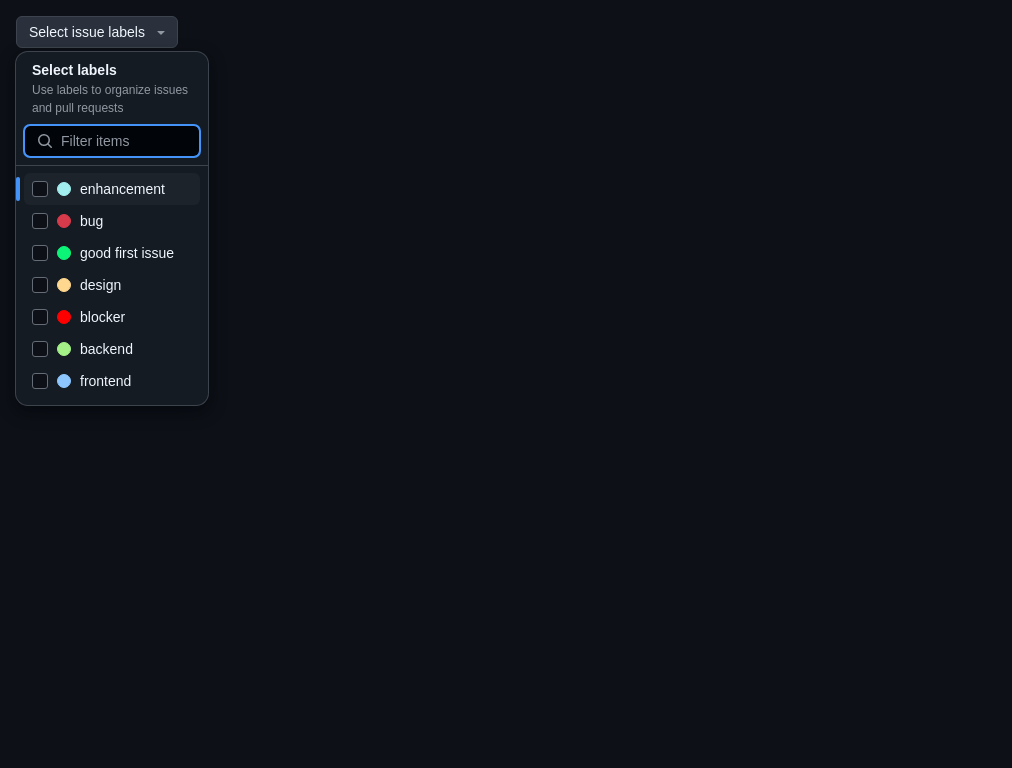 Select issue labels
Select labels
Use labels to organize issues
and pull requests
Filter items
enhancement
bug
good first issue
design
blocker
backend
frontend